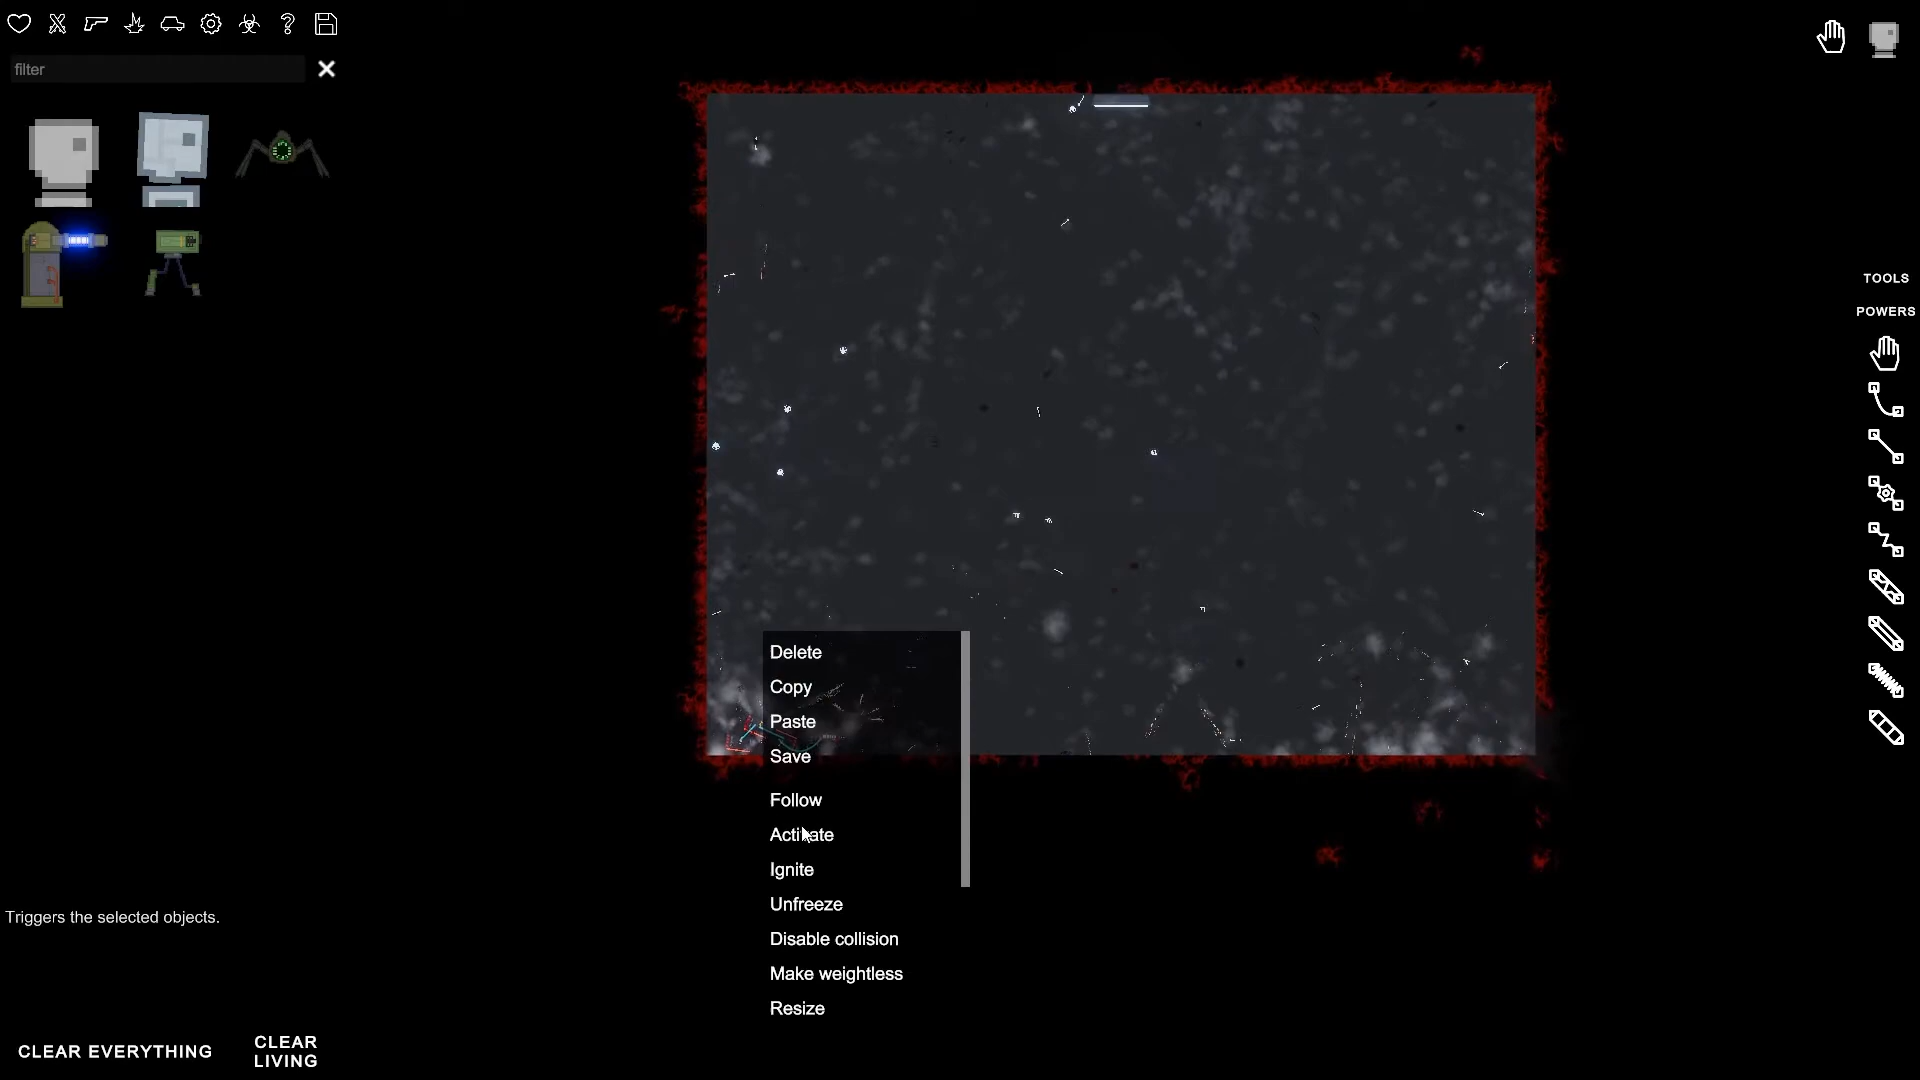 filter
TOOLS
POWERS
Delete
Copy
Paste
Save
Follow
Activate
Ignite
Unfreeze
Disable collision
Make weightless
Resize
Triggers the selected objects.
CLEAR EVERYTHING
CLEAR
LIVING